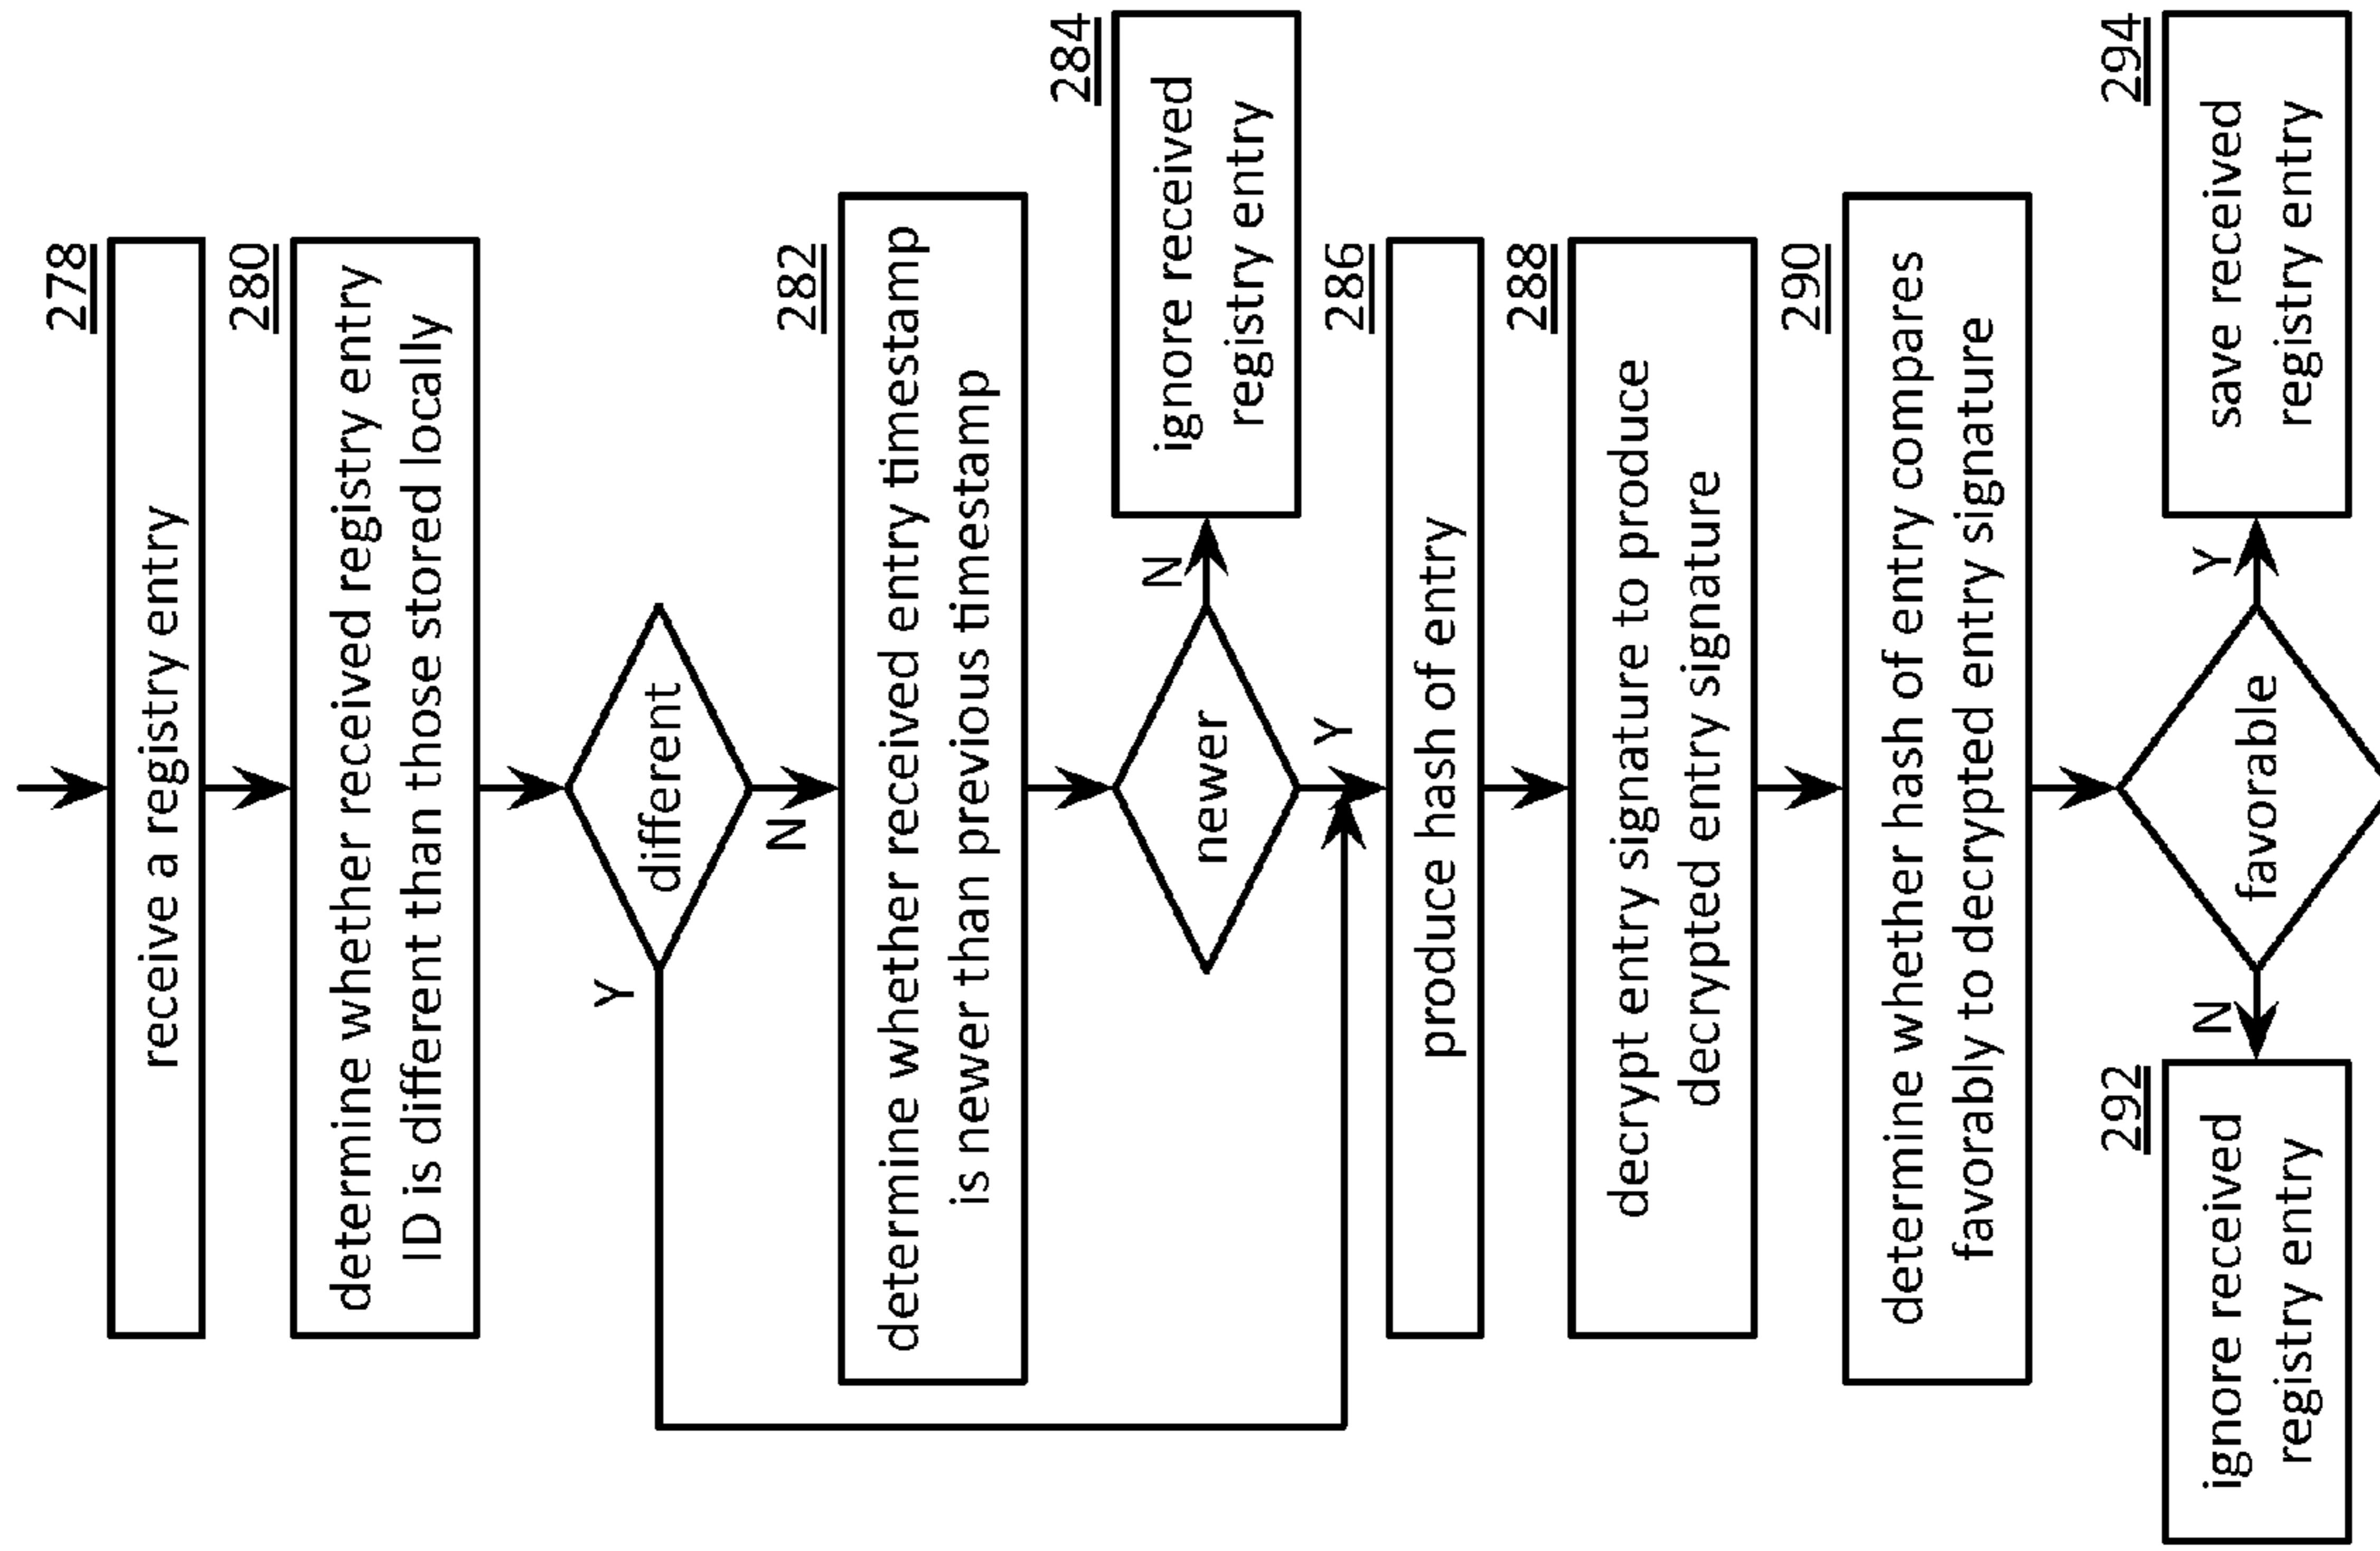 278
receive a registry entry
280
determine whether received registry entry
ID is different than those stored locally
different
Y
N
282
determine whether received entry timestamp
is newer than previous timestamp
newer
N
284
ignore received
registry entry
Y
286
produce hash of entry
288
decrypt entry signature to produce
decrypted entry signature
290
determine whether hash of entry compares
favorably to decrypted entry signature
favorable
N
Y
292
ignore received
registry entry
294
save received
registry entry